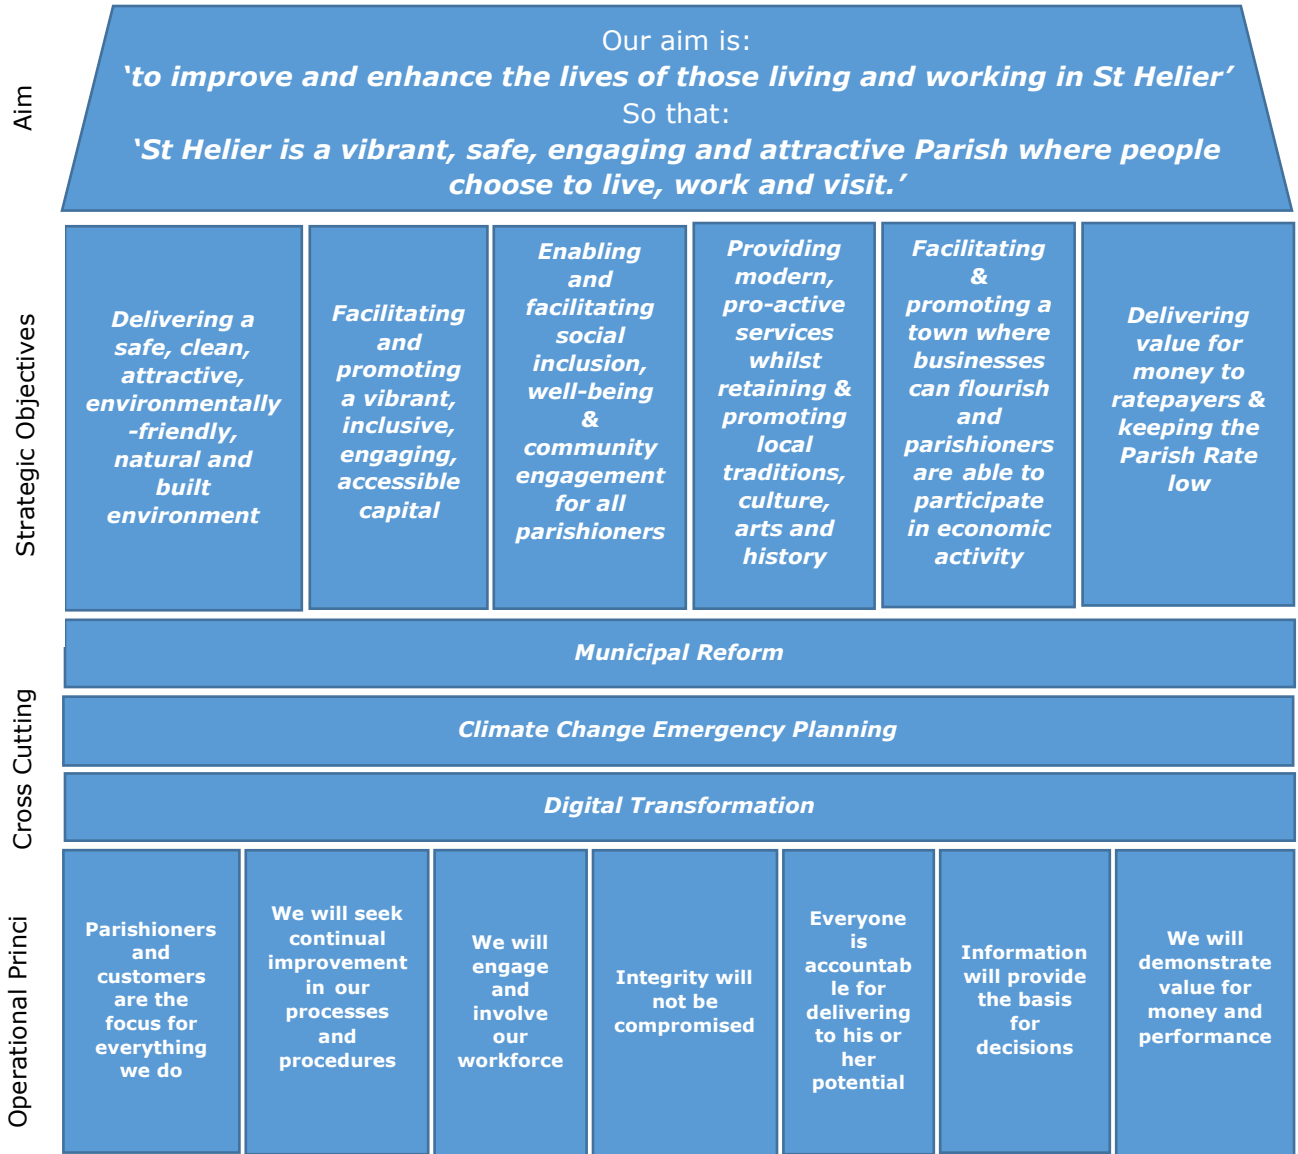 Aim
Our aim is:
‘to improve and enhance the lives of those living and working in St Helier’
So that:
‘St Helier is a vibrant, safe, engaging and attractive Parish where people
choose to live, work and visit.’
Strategic Objectives
Delivering a
safe, clean,
attractive,
environmentally
-friendly,
natural and
built
environment
Facilitating
and
promoting
a vibrant,
inclusive,
engaging,
accessible
capital
Enabling
and
facilitating
social
inclusion,
well-being
&
community
engagement
for all
parishioners
Providing
modern,
pro-active
services
whilst
retaining &
promoting
local
traditions,
culture,
arts and
history
Facilitating
&
promoting a
town where
businesses
can flourish
and
parishioners
are able to
participate
in economic
activity
Delivering
value for
money to
ratepayers &
keeping the
Parish Rate
low
Cross Cutting
Municipal Reform
Climate Change Emergency Planning
Digital Transformation
Operational Princi
Parishioners
and
customers
are the
focus for
everything
we do
We will seek
continual
improvement
in our
processes
and
procedures
We will
engage
and
involve
our
workforce
Integrity will
not be
compromised
Everyone
is
accountab
le for
delivering
to his or
her
potential
Information
will provide
the basis
for
decisions
We will
demonstrate
value for
money and
performance